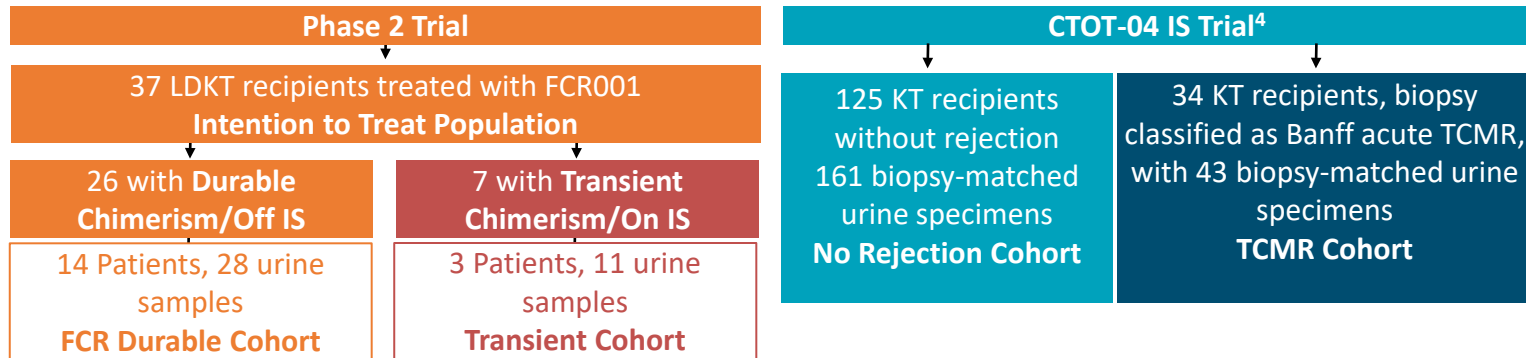 Phase 2 Trial
37 LDKT recipients treated with FCR001
Intention to Treat Population
26 with Durable
Chimerism/Off IS
7 with Transient
Chimerism/On IS
14 Patients, 28 urine
samples
FCR Durable Cohort
3 Patients, 11 urine
samples
Transient Cohort
CTOT-04 IS Trial⁴
125 KT recipients
without rejection
161 biopsy-matched
urine specimens
No Rejection Cohort
34 KT recipients, biopsy
classified as Banff acute TCMR,
with 43 biopsy-matched urine
specimens
TCMR Cohort